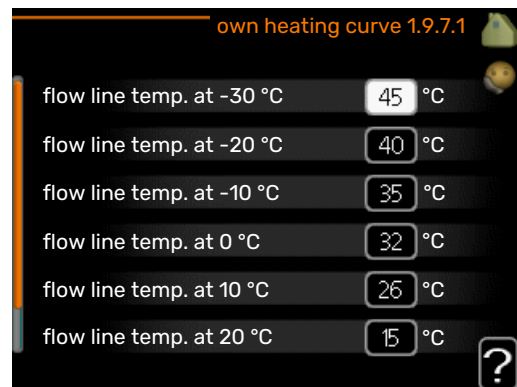 own heating curve 1.9.7.1
flow line temp. at -30 °C 45 °C
flow line temp. at -20 °C 40 °C
flow line temp. at -10 °C 35 °C
flow line temp. at 0 °C 32 °C
flow line temp. at 10 °C 26 °C
flow line temp. at 20 °C 15 °C
?